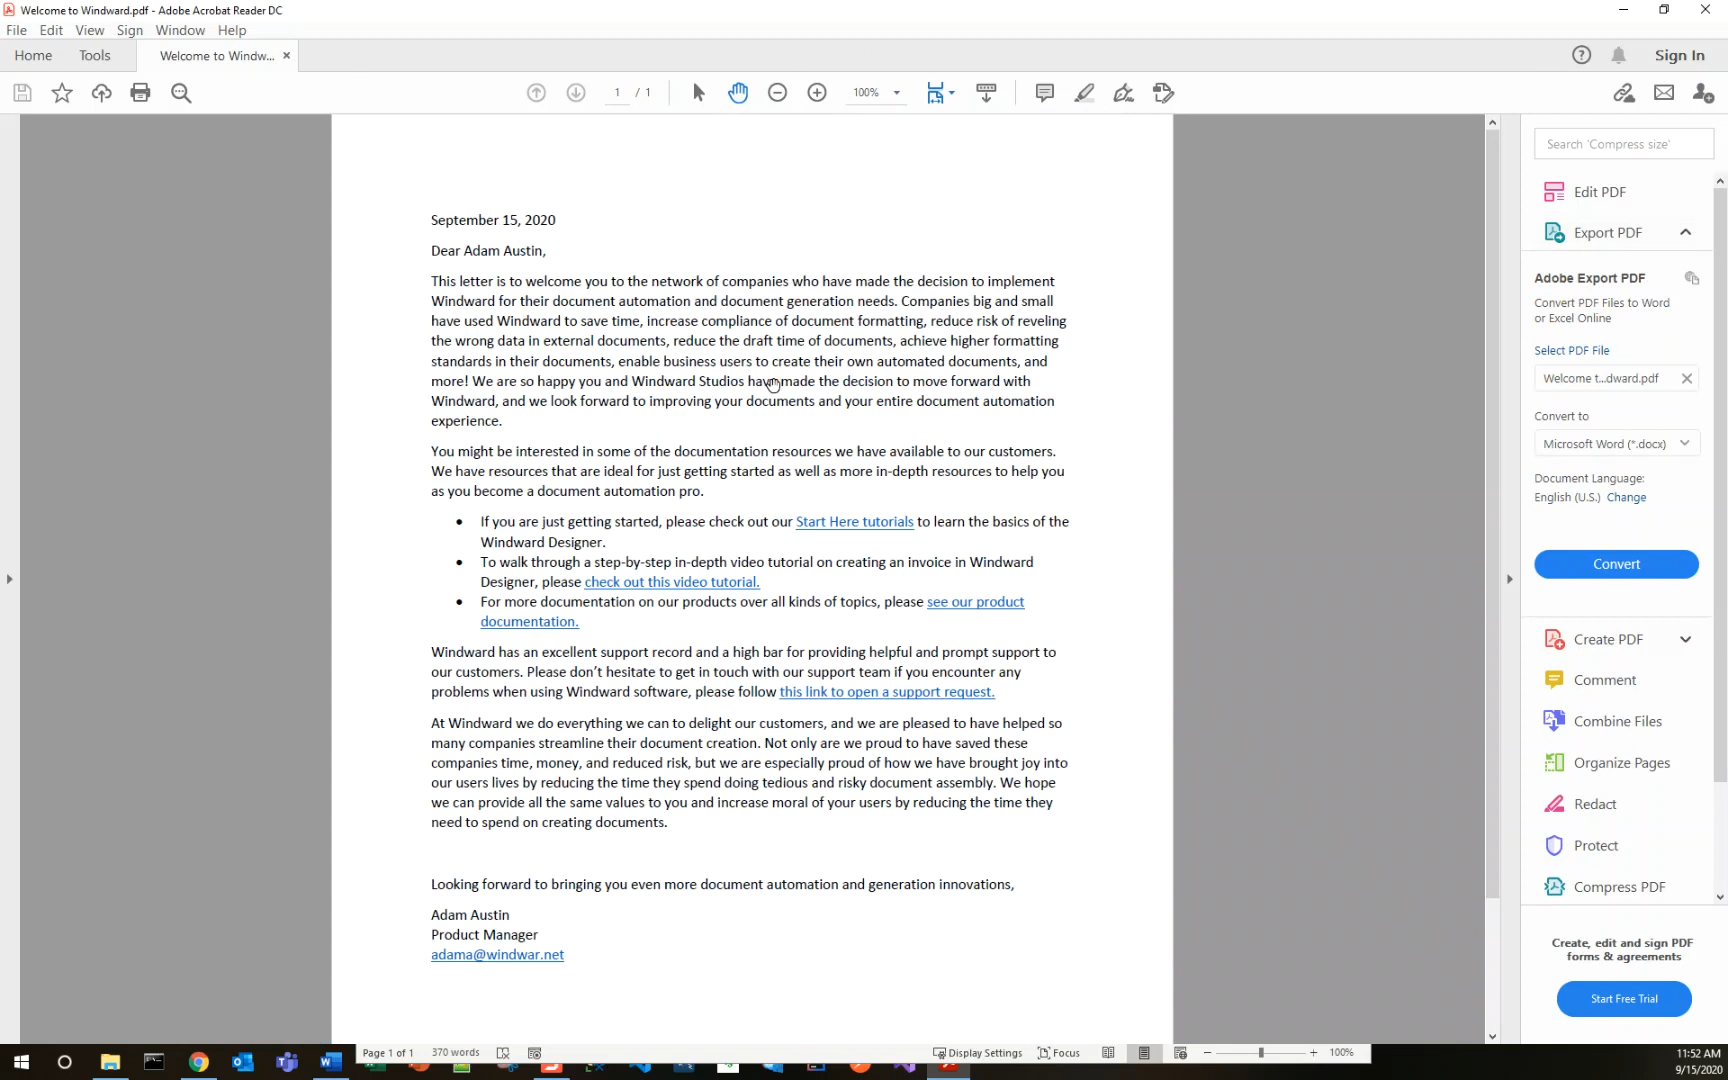 Welcome to Windward.pdf - Adobe Acrobat Reader DC
File Edit View Sign Window Help
Home Tools Welcome to Windw... × Sign In
1 / 1 100%
Search 'Compress size'
Edit PDF
Export PDF
Adobe Export PDF
Convert PDF Files to Word
or Excel Online
Select PDF File
Welcome t...dward.pdf
Convert to
Microsoft Word (*.docx)
Document Language:
English (U.S.) Change
Convert
Create PDF
Comment
Combine Files
Organize Pages
Redact
Protect
Compress PDF
Create, edit and sign PDF
forms & agreements
Start Free Trial
September 15, 2020
Dear Adam Austin,
This letter is to welcome you to the network of companies who have made the decision to implement
Windward for their document automation and document generation needs. Companies big and small
have used Windward to save time, increase compliance of document formatting, reduce risk of reveling
the wrong data in external documents, reduce the draft time of documents, achieve higher formatting
standards in their documents, enable business users to create their own automated documents, and
more! We are so happy you and Windward Studios have made the decision to move forward with
Windward, and we look forward to improving your documents and your entire document automation
experience.
You might be interested in some of the documentation resources we have available to our customers.
We have resources that are ideal for just getting started as well as more in-depth resources to help you
as you become a document automation pro.
• If you are just getting started, please check out our Start Here tutorials to learn the basics of the
Windward Designer.
• To walk through a step-by-step in-depth video tutorial on creating an invoice in Windward
Designer, please check out this video tutorial.
• For more documentation on our products over all kinds of topics, please see our product
documentation.
Windward has an excellent support record and a high bar for providing helpful and prompt support to
our customers. Please don't hesitate to get in touch with our support team if you encounter any
problems when using Windward software, please follow this link to open a support request.
At Windward we do everything we can to delight our customers, and we are pleased to have helped so
many companies streamline their document creation. Not only are we proud to have saved these
companies time, money, and reduced risk, but we are especially proud of how we have brought joy into
our users lives by reducing the time they spend doing tedious and risky document assembly. We hope
we can provide all the same values to you and increase moral of your users by reducing the time they
need to spend on creating documents.
Looking forward to bringing you even more document automation and generation innovations,
Adam Austin
Product Manager
adama@windwar.net
Page 1 of 1 370 words Display Settings Focus 100%
11:52 AM
9/15/2020